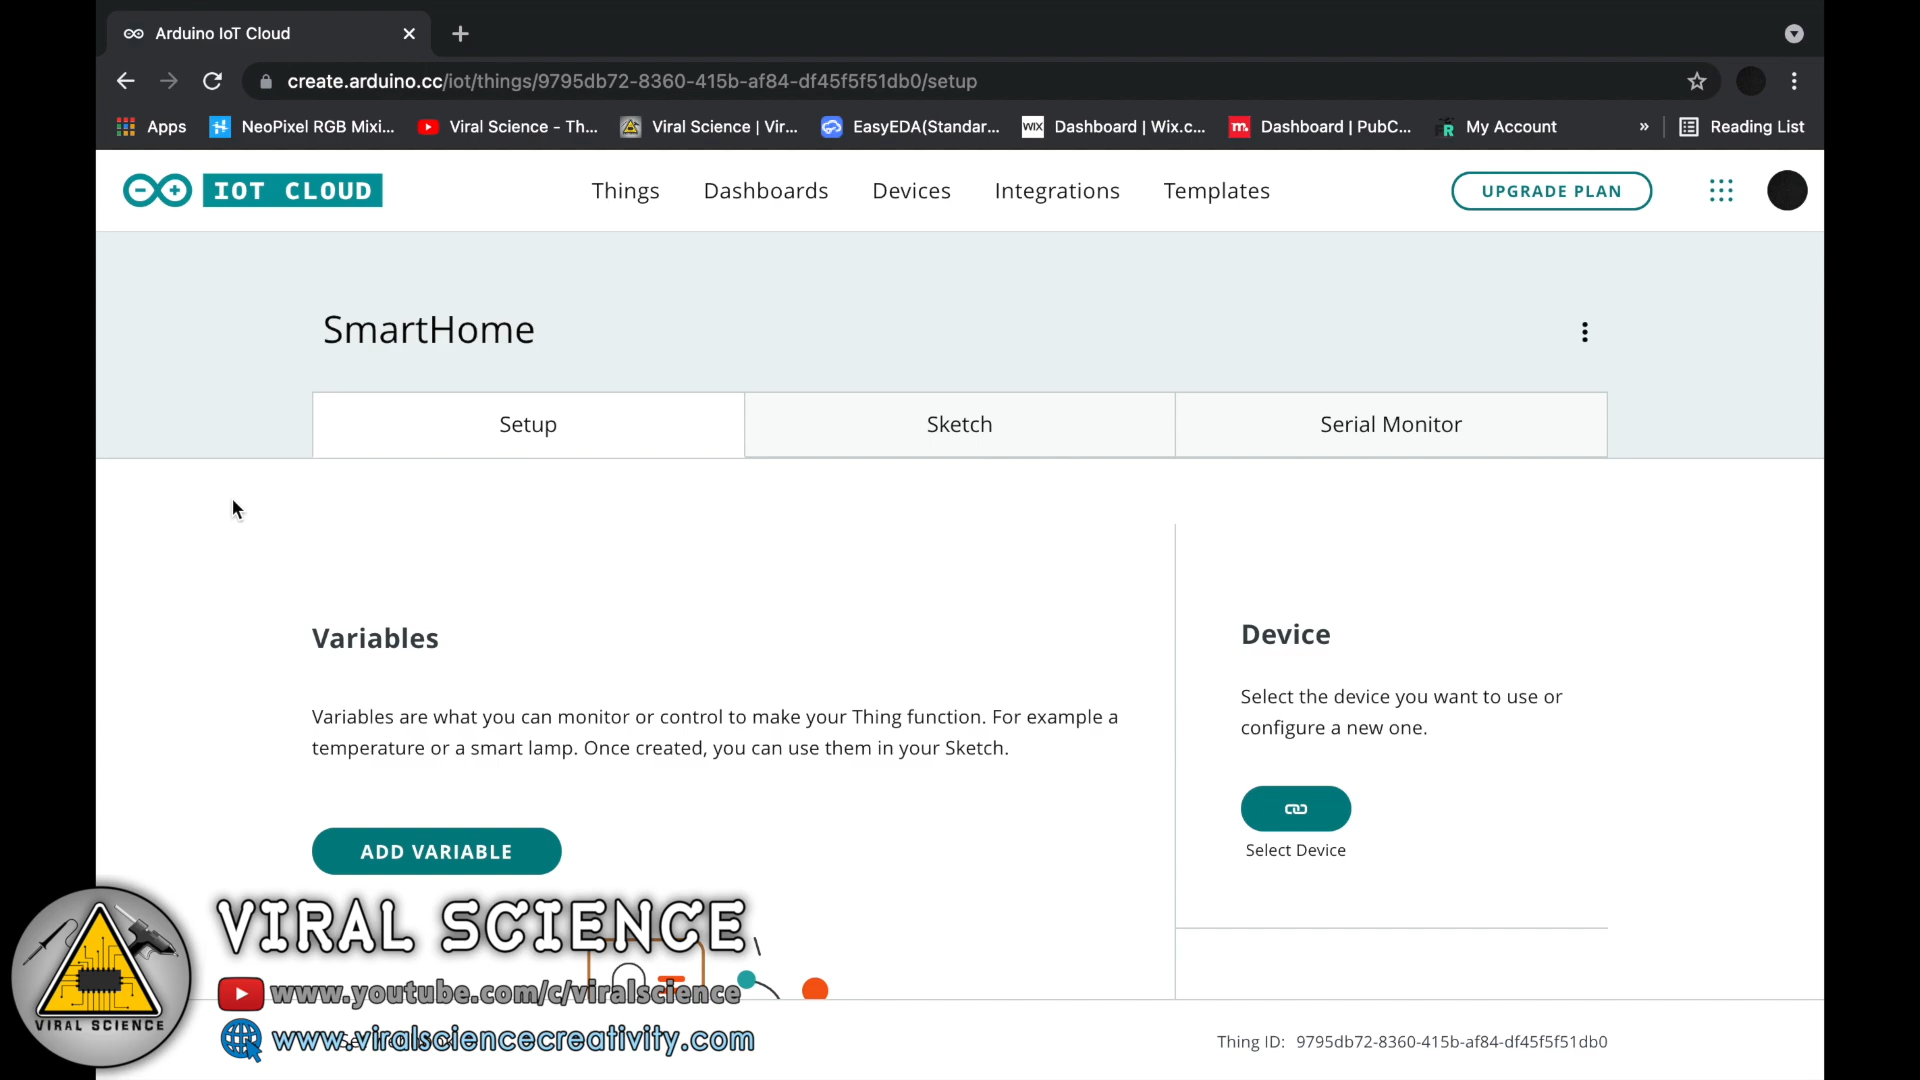 Arduino IoT Cloud
create.arduino.cc/iot/things/9795db72-8360-415b-af84-df45f5f51db0/setup
Apps NeoPixel RGB Mixi... Viral Science - Th... Viral Science | Vir... EasyEDA(Standar... WIX Dashboard | Wix.c... m. Dashboard | PubC... FR My Account » Reading List
IOT CLOUD Things Dashboards Devices Integrations Templates UPGRADE PLAN
SmartHome
Setup Sketch Serial Monitor
Variables
Variables are what you can monitor or control to make your Thing function. For example a
temperature or a smart lamp. Once created, you can use them in your Sketch.
ADD VARIABLE
Device
Select the device you want to use or
configure a new one.
Select Device
VIRAL SCIENCE
VIRAL SCIENCE
www.youtube.com/c/viralscience
www.viralsciencecreativity.com
Thing ID: 9795db72-8360-415b-af84-df45f5f51db0